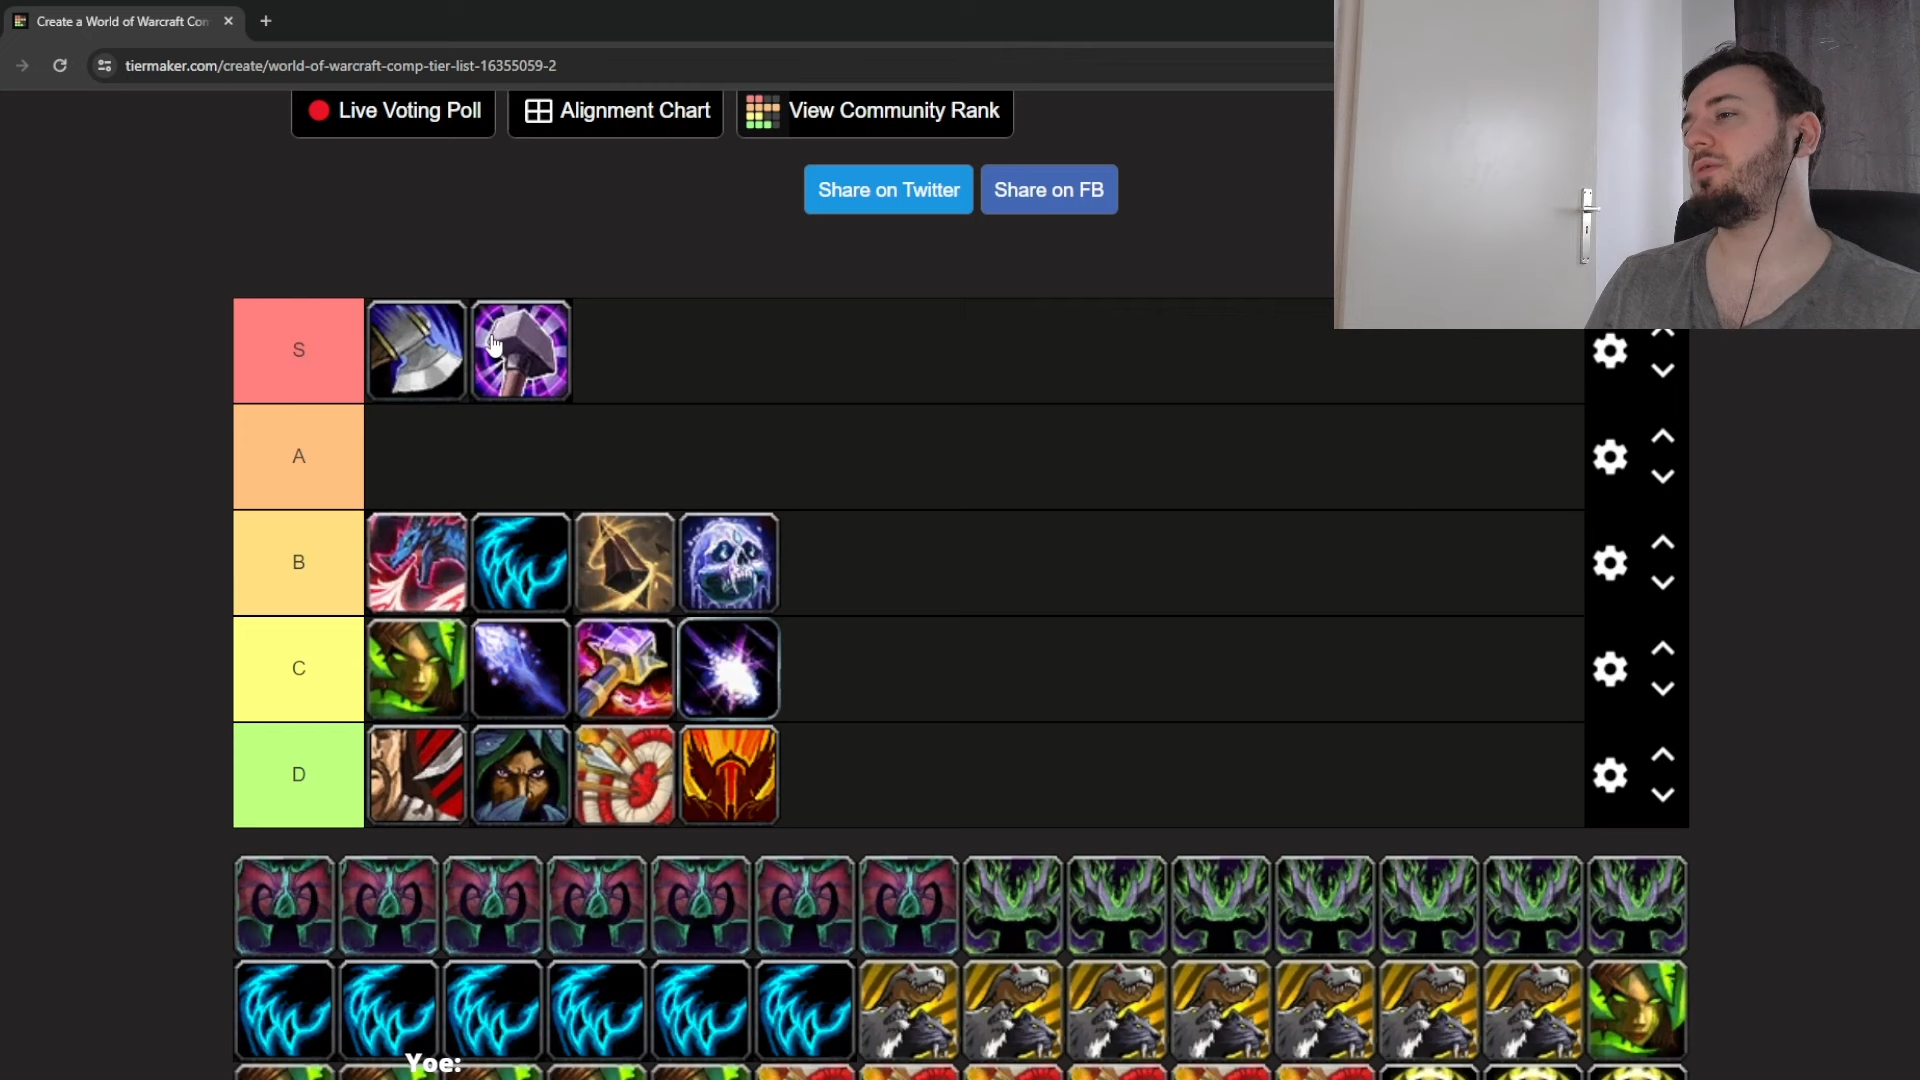 Create a World of Warcraft Con
tiermaker.com/create/world-of-warcraft-comp-tier-list-16355059-2
Live Voting Poll
Alignment Chart
View Community Rank
Share on Twitter
Share on FB
S
A
B
C
D
Yoe: